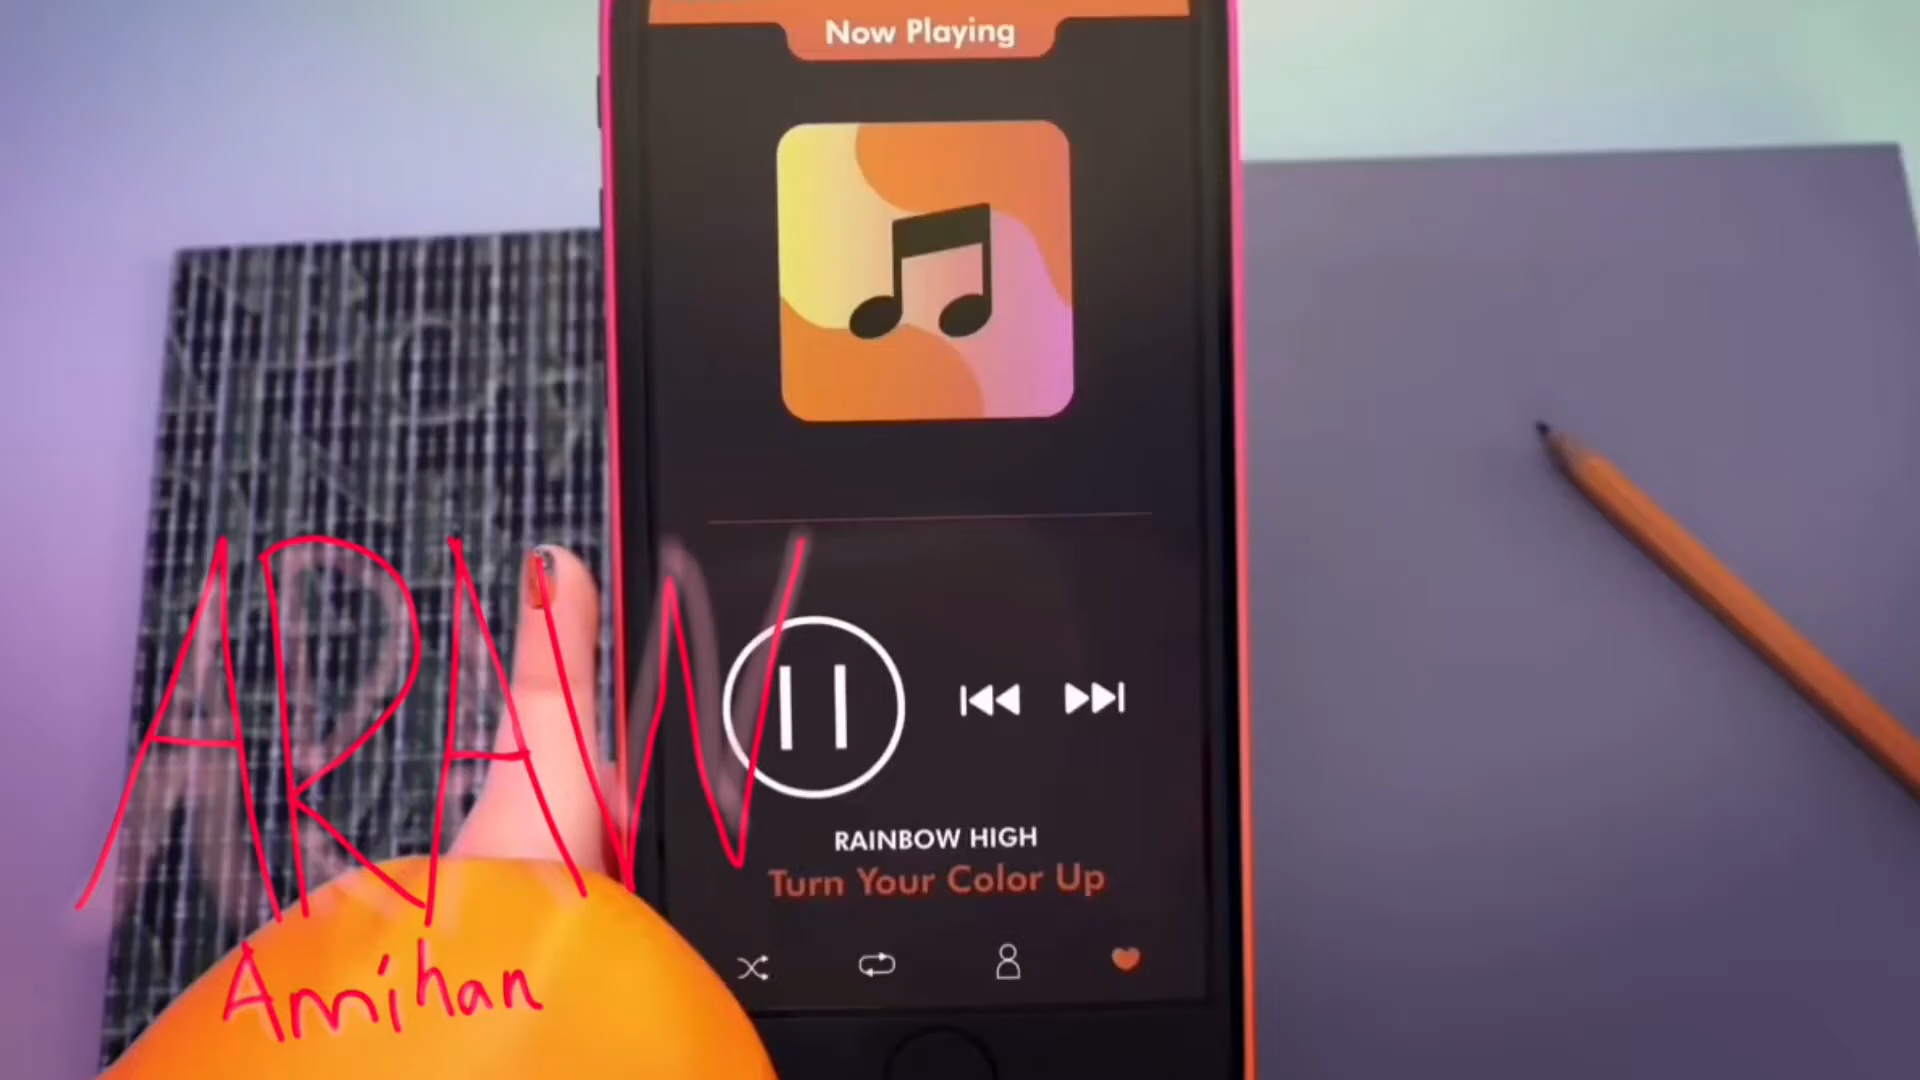 Now Playing
RAINBOW HIGH
Turn Your Color Up
ARAW
Amihan